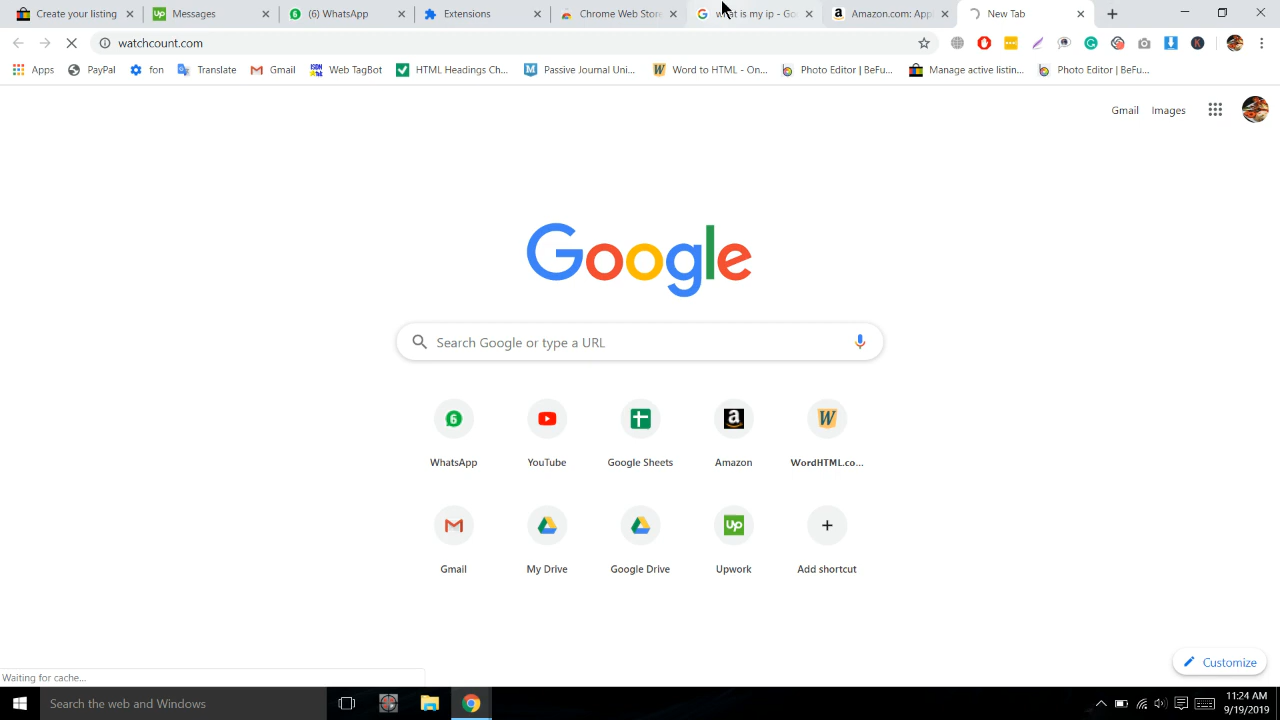 Create your listing
Messages
(6) WhatsApp
Extensions
Chrome Web Store
what is my ip - Go
Amazon.com: App
New Tab
watchcount.com
Apps
PayPal
fon
Translate
Gmail
Web TagBot
HTML Heading Ch...
Passive Journal Uni...
Word to HTML - On...
Photo Editor | BeFu...
Manage active listin...
Photo Editor | BeFu...
Gmail
Images
Google
Search Google or type a URL
WhatsApp
YouTube
Google Sheets
Amazon
WordHTML.co...
Gmail
My Drive
Google Drive
Upwork
Add shortcut
Customize
Waiting for cache...
Search the web and Windows
11:24 AM
9/19/2019